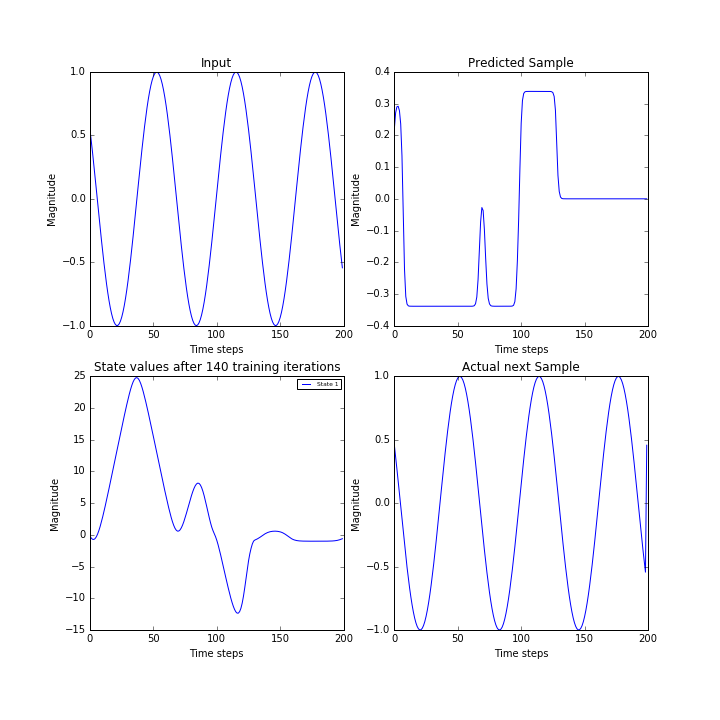 Input
Magnitude
1.0
0.5
0.0
−0.5
−1.0
0 50 100 150 200
Time steps
Predicted Sample
Magnitude
0.4
0.3
0.2
0.1
0.0
−0.1
−0.2
−0.3
−0.4
0 50 100 150 200
Time steps
State values after 140 training iterations
Magnitude
25
20
15
10
5
0
−5
−10
−15
State 1
0 50 100 150 200
Time steps
Actual next Sample
Magnitude
1.0
0.5
0.0
−0.5
−1.0
0 50 100 150 200
Time steps